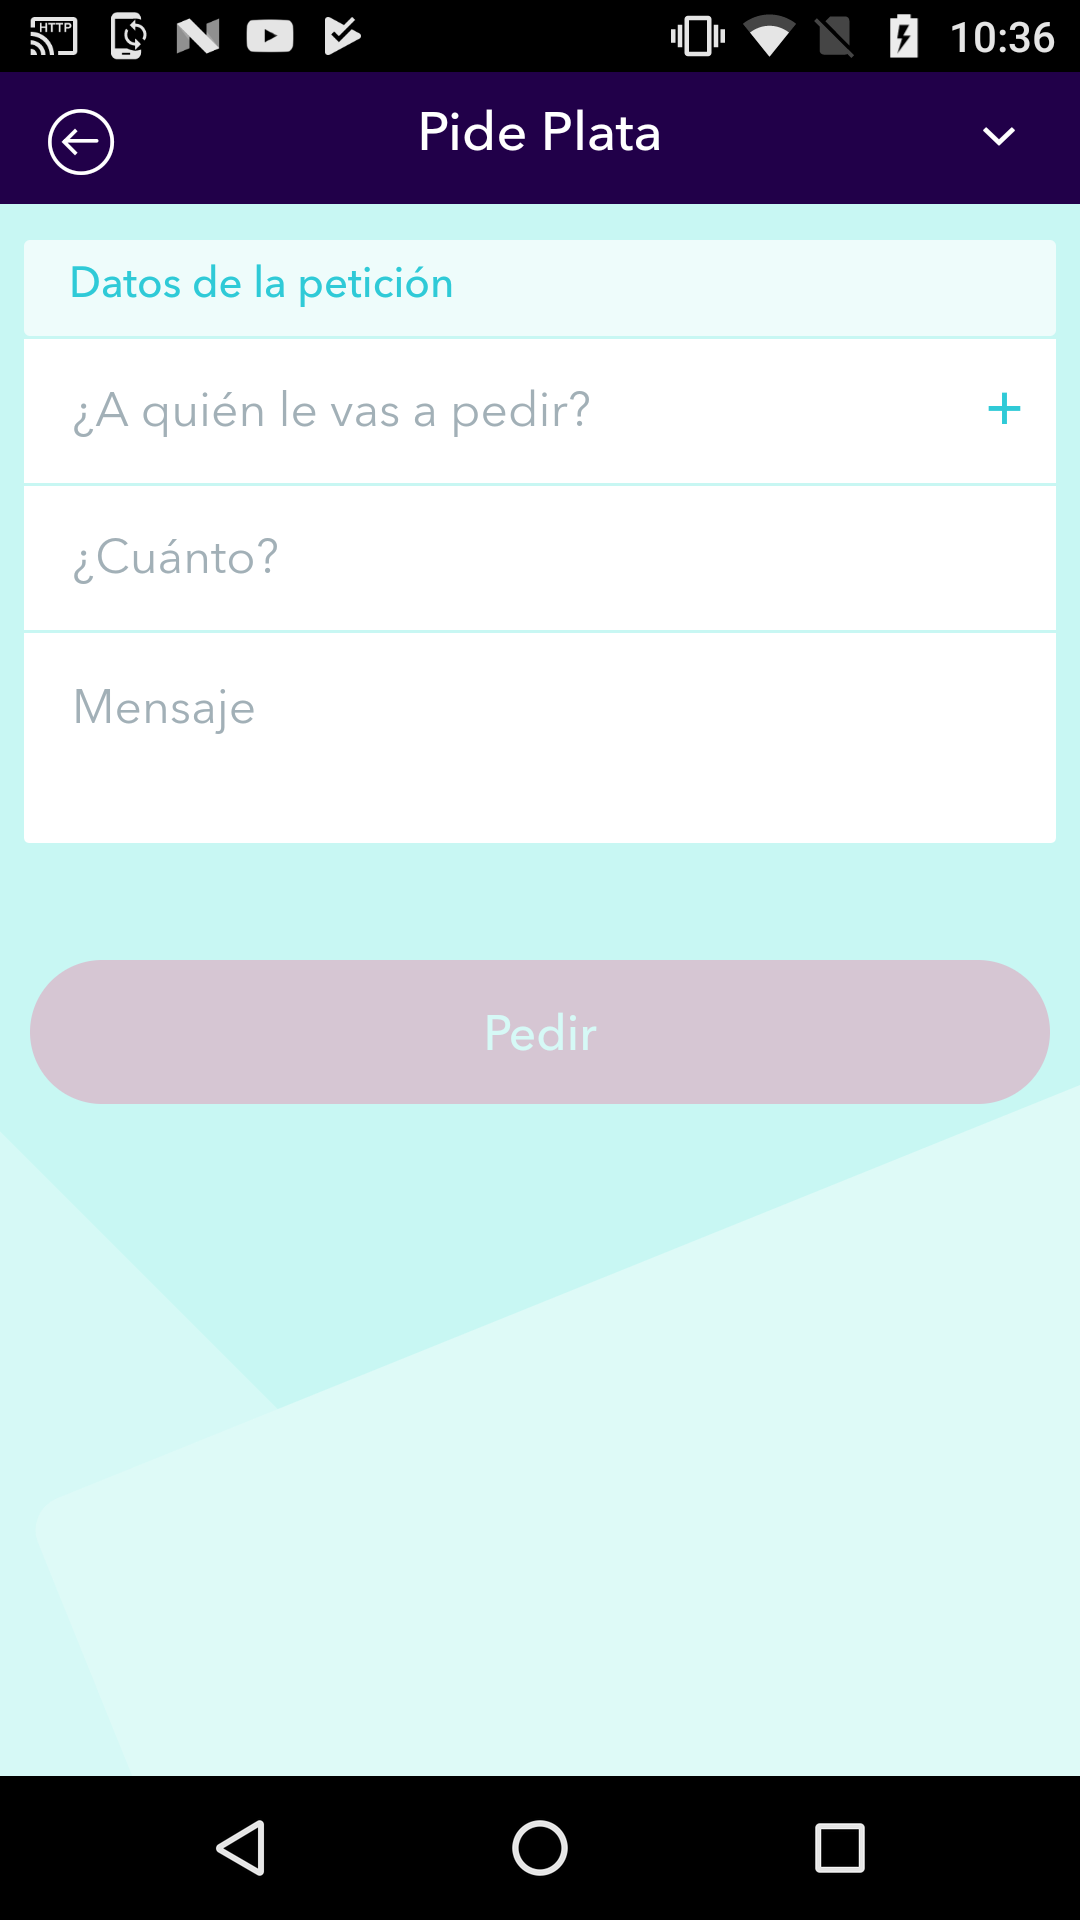 HTTP
10:36
Pide Plata
Datos de la petición
¿A quién le vas a pedir?
¿Cuánto?
Mensaje
Pedir